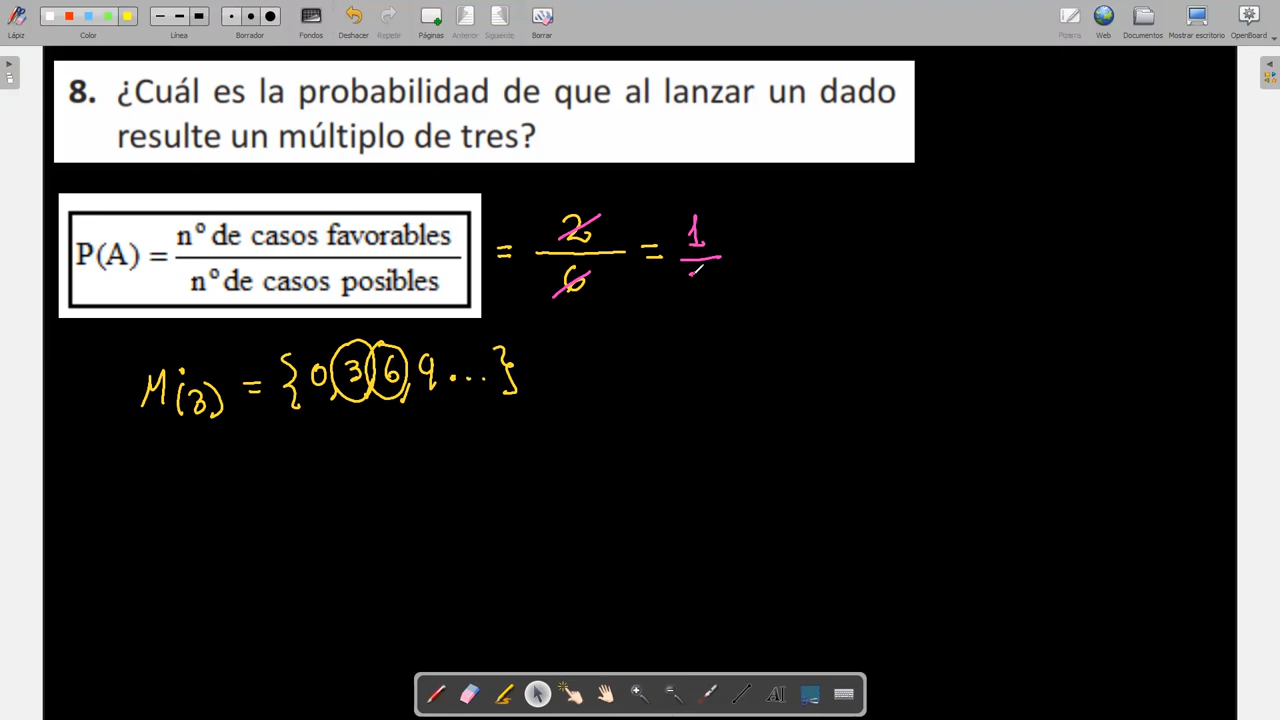 Lápiz Color Línea Borrador Fondos Deshacer Repetir Páginas Anterior Siguiente Borrar Pizarra Web Documentos Mostrar escritorio OpenBoard
8. ¿Cuál es la probabilidad de que al lanzar un dado
resulte un múltiplo de tres?
P(A) = nº de casos favorables / nº de casos posibles = 2/6 = 1/
M(3) = {0, 3, 6, 9 ... }
AI